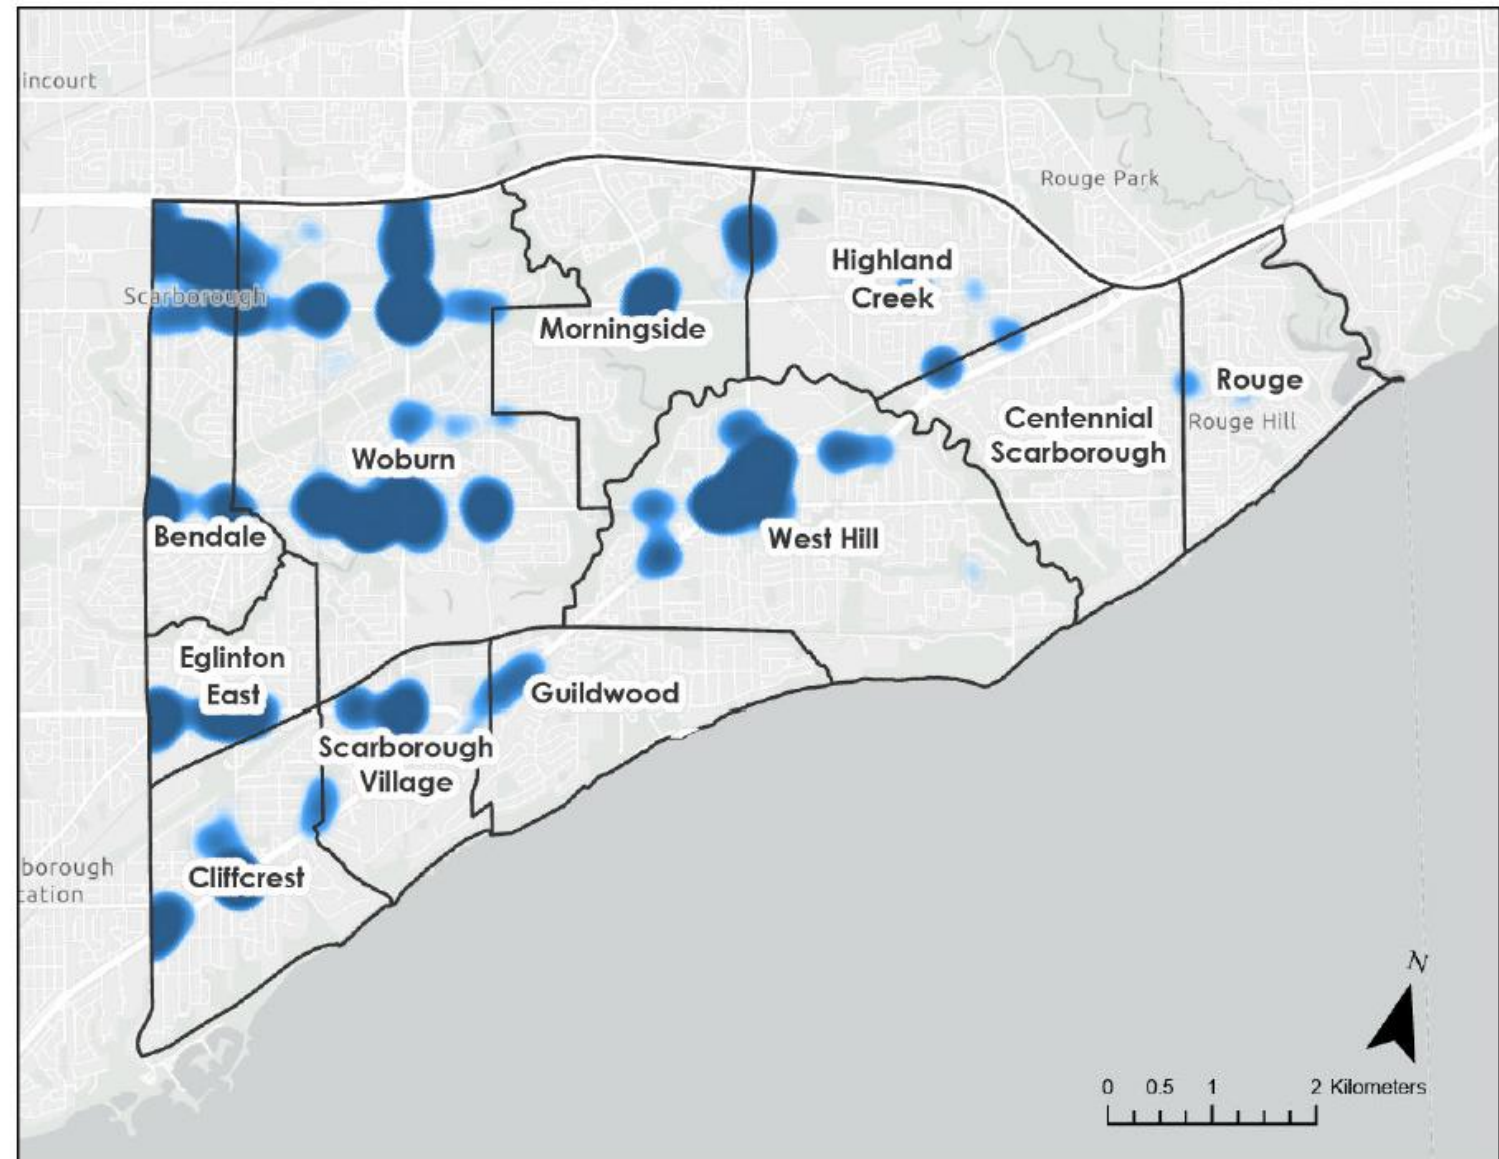 incourt
Rouge Park
Highland
Creek
Scarborough
Morningside
Rouge
Centennial
Scarborough
Rouge Hill
Woburn
Bendale
West Hill
Eglinton
East
Guildwood
Scarborough
Village
borough
Cliffcrest
tation
N
0 0.5 1 2 Kilometers